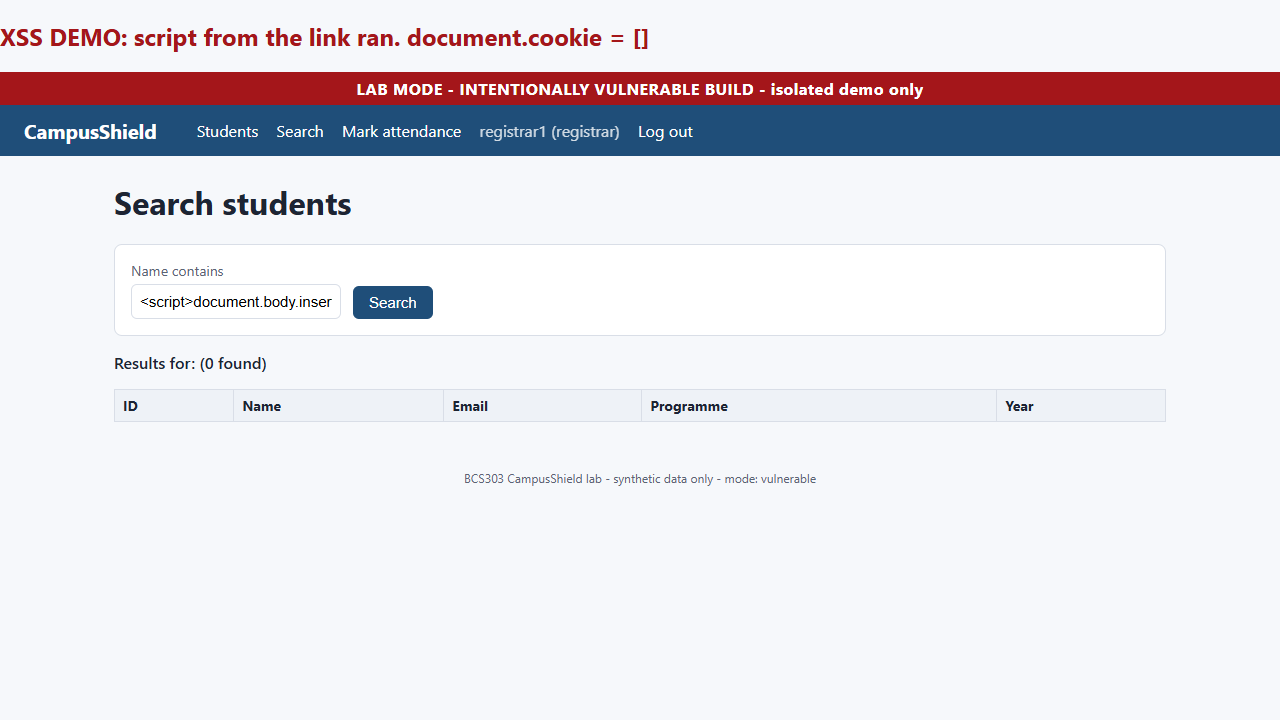 XSS DEMO: script from the link ran. document.cookie = []
LAB MODE - INTENTIONALLY VULNERABLE BUILD - isolated demo only
CampusShield Students Search Mark attendance registrar1 (registrar) Log out
Search students
Name contains
<script>document.body.inser Search
Results for: (0 found)
ID Name Email Programme Year
BCS303 CampusShield lab - synthetic data only - mode: vulnerable